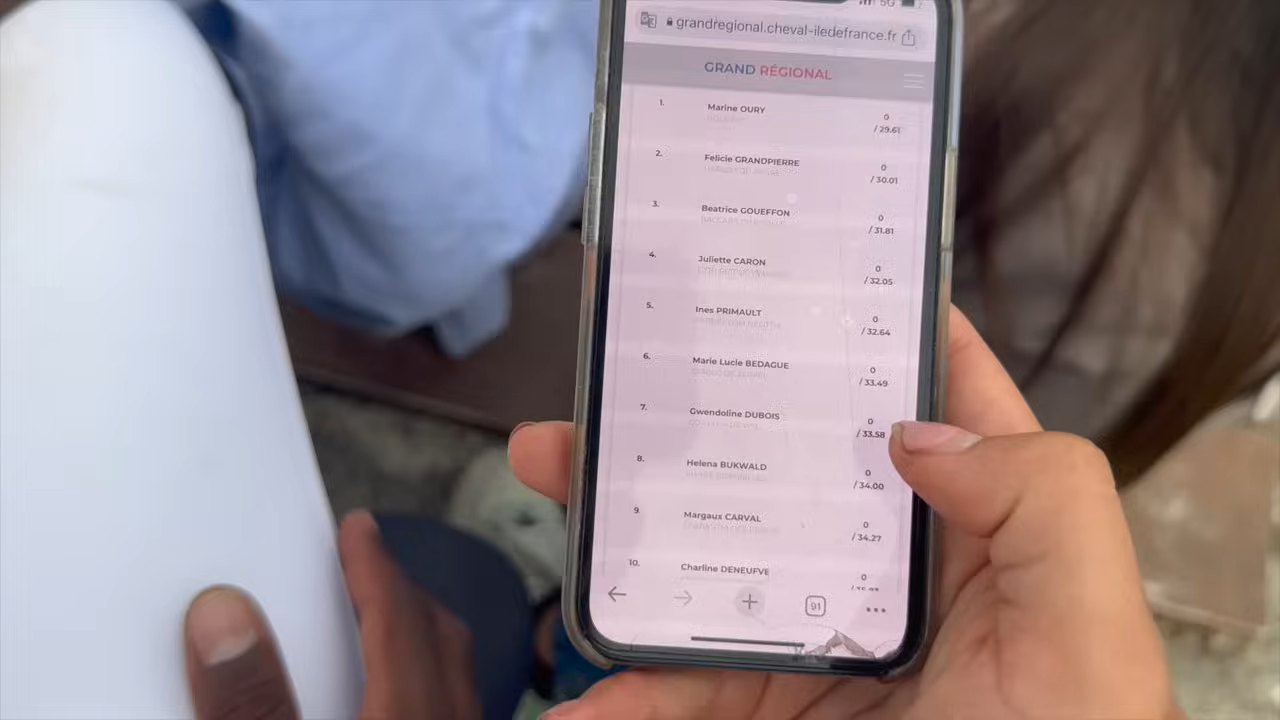 5G
grandregional.cheval-iledefrance.fr
GRAND RÉGIONAL
1. Marine OURY 0
/ 29.61
2. Felicie GRANDPIERRE 0
/ 30.01
3. Beatrice GOUEFFON 0
/ 31.81
4. Juliette CARON 0
/ 32.05
5. Ines PRIMAULT 0
/ 32.64
6. Marie Lucie BEDAGUE 0
/ 33.49
7. Gwendoline DUBOIS 0
/ 33.58
8. Helena BUKWALD 0
/ 34.00
9. Margaux CARVAL 0
/ 34.27
10. Charline DENEUFVE 0
91